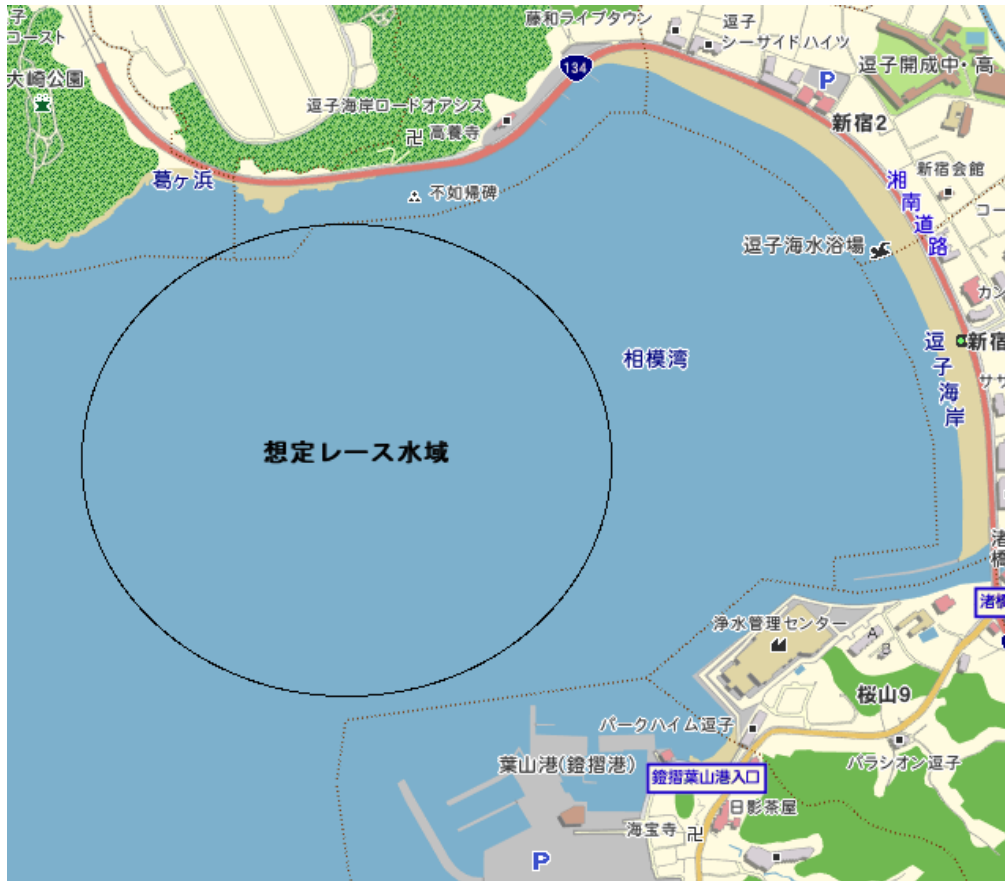 子
コースト
大崎公園
藤和ライブタウン
逗子
シーサイドハイツ
134
P
逗子開成中・高
逗子海岸ロードオアシス
高養寺
新宿2
葛ヶ浜
不如帰碑
新宿会館
湘南道路
コー
逗子海水浴場
カン
新宿
逗子海岸
相模湾
ササ
想定レース水域
渚橋
渚橋
浄水管理センター
A
B
桜山9
パークハイム逗子
葉山港(鐙摺港)
鐙摺葉山港入口
パラシオン逗子
日影茶屋
海宝寺
P